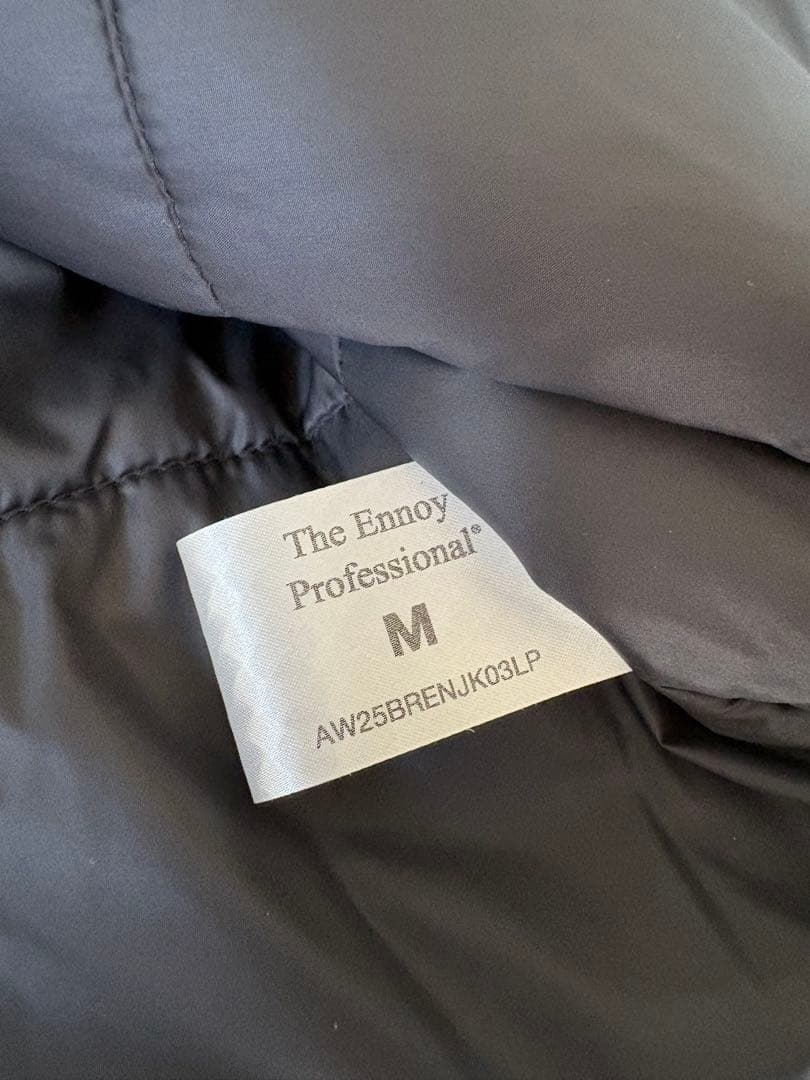 The Ennoy
Professional®
M
AW25BRENJK03LP